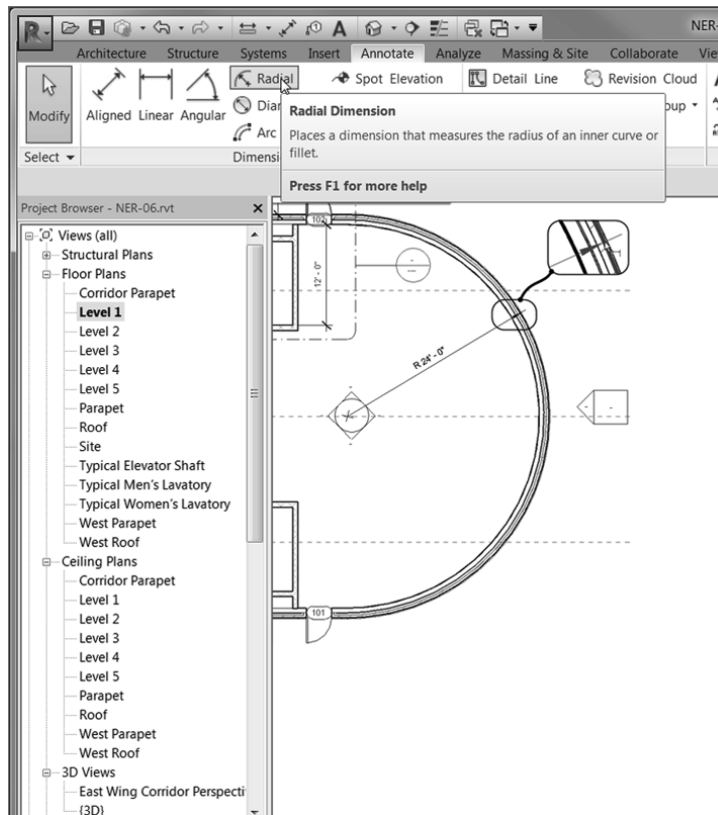 R
A
NER-
Architecture Structure Systems Insert Annotate Analyze Massing & Site Collaborate
Modify
Aligned Linear Angular
Radial
Spot Elevation
Detail Line
Revision Cloud
Arc
Select
Radial Dimension
Places a dimension that measures the radius of an inner curve or
fillet.
Press F1 for more help
Project Browser - NER-06.rvt
Views (all)
Structural Plans
Floor Plans
Corridor Parapet
Level 1
Level 2
Level 3
Level 4
Level 5
Parapet
Roof
Site
Typical Elevator Shaft
Typical Men's Lavatory
Typical Women's Lavatory
West Parapet
West Roof
Ceiling Plans
Corridor Parapet
Level 1
Level 2
Level 3
Level 4
Level 5
Parapet
Roof
West Parapet
West Roof
3D Views
East Wing Corridor Perspecti
{3D}
102
12' - 0"
R 24' - 0"
101